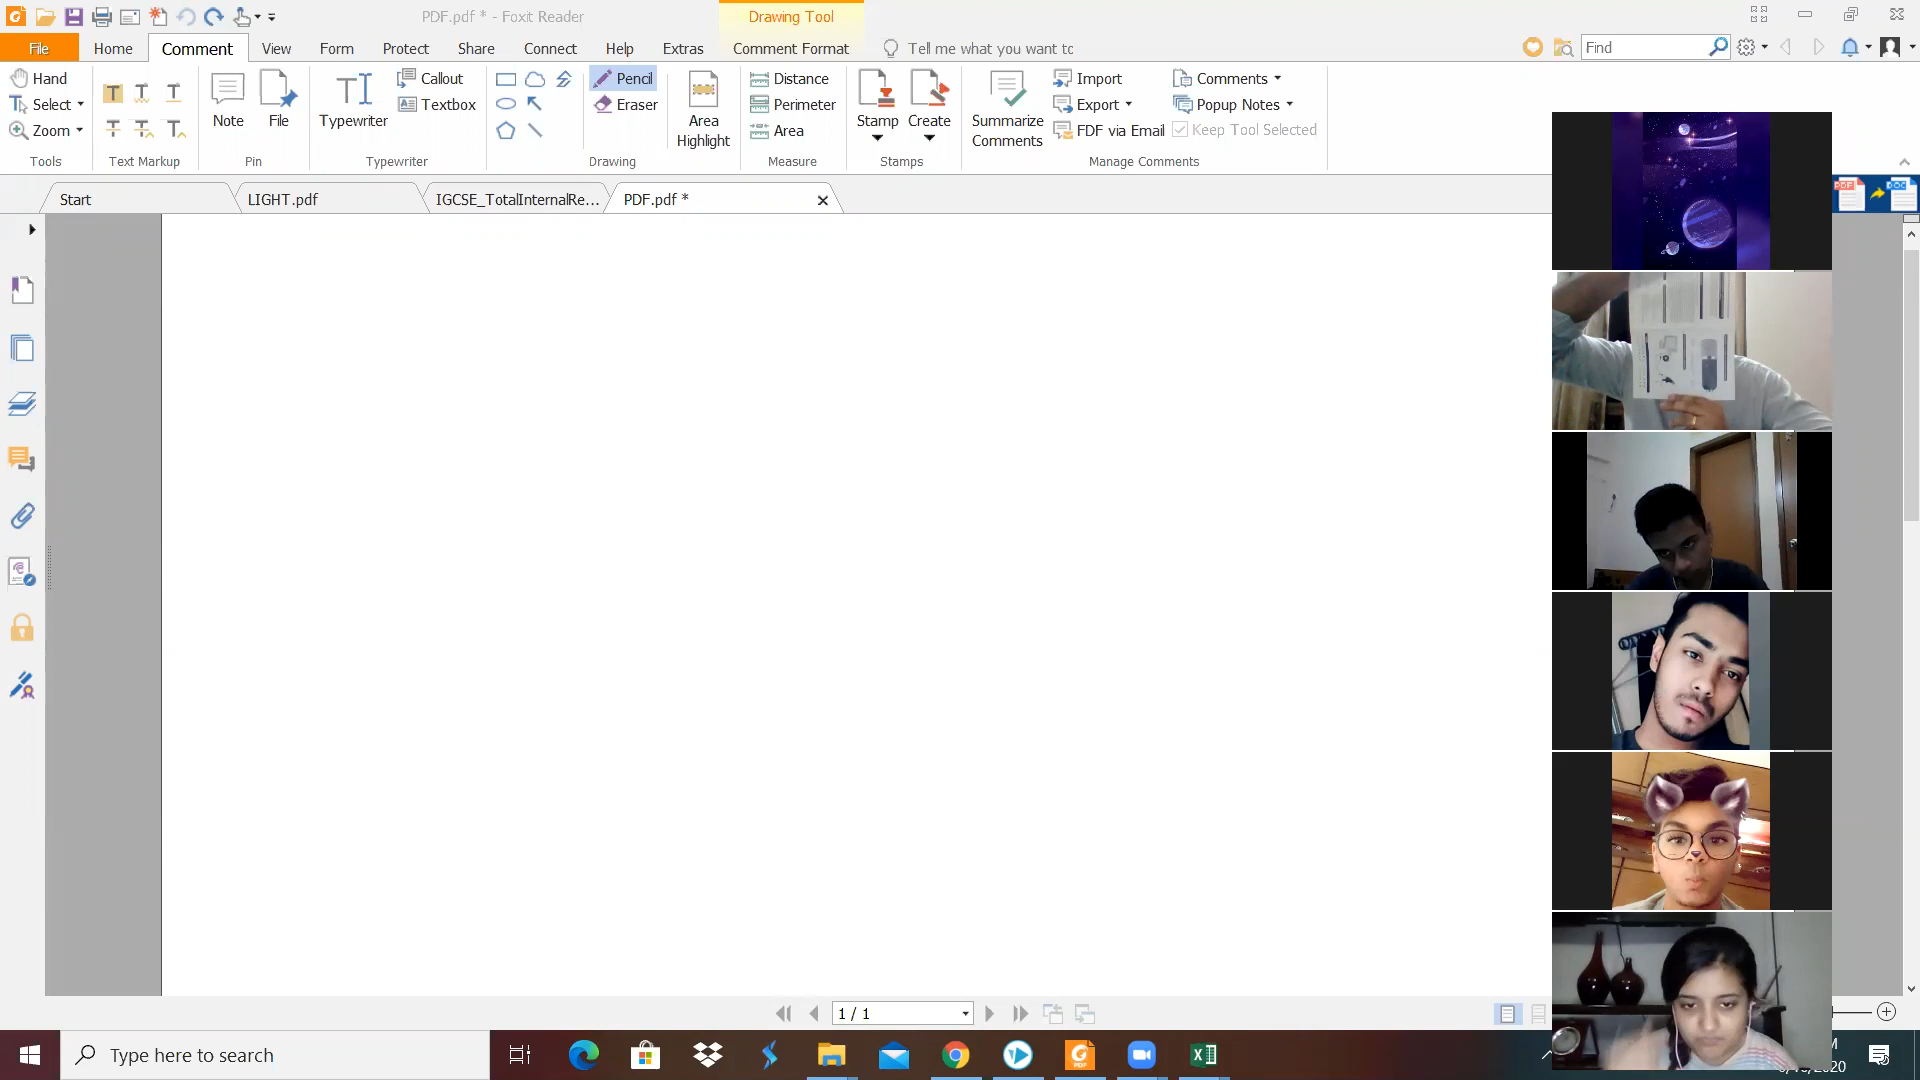 PDF.pdf * - Foxit Reader
Drawing Tool
File
Home
Comment
View
Form
Protect
Share
Connect
Help
Extras
Comment Format
Tell me what you want to
Find
Hand
Select
Zoom
Tools
Text Markup
Note
File
Pin
Typewriter
Callout
Textbox
Typewriter
Pencil
Eraser
Area
Highlight
Drawing
Distance
Perimeter
Area
Measure
Stamp
Create
Stamps
Summarize
Comments
Import
Export
FDF via Email
Comments
Popup Notes
Keep Tool Selected
Manage Comments
Start
LIGHT.pdf
IGCSE_TotalInternalRe...
PDF.pdf *
PDF
DOC
1 / 1
Type here to search